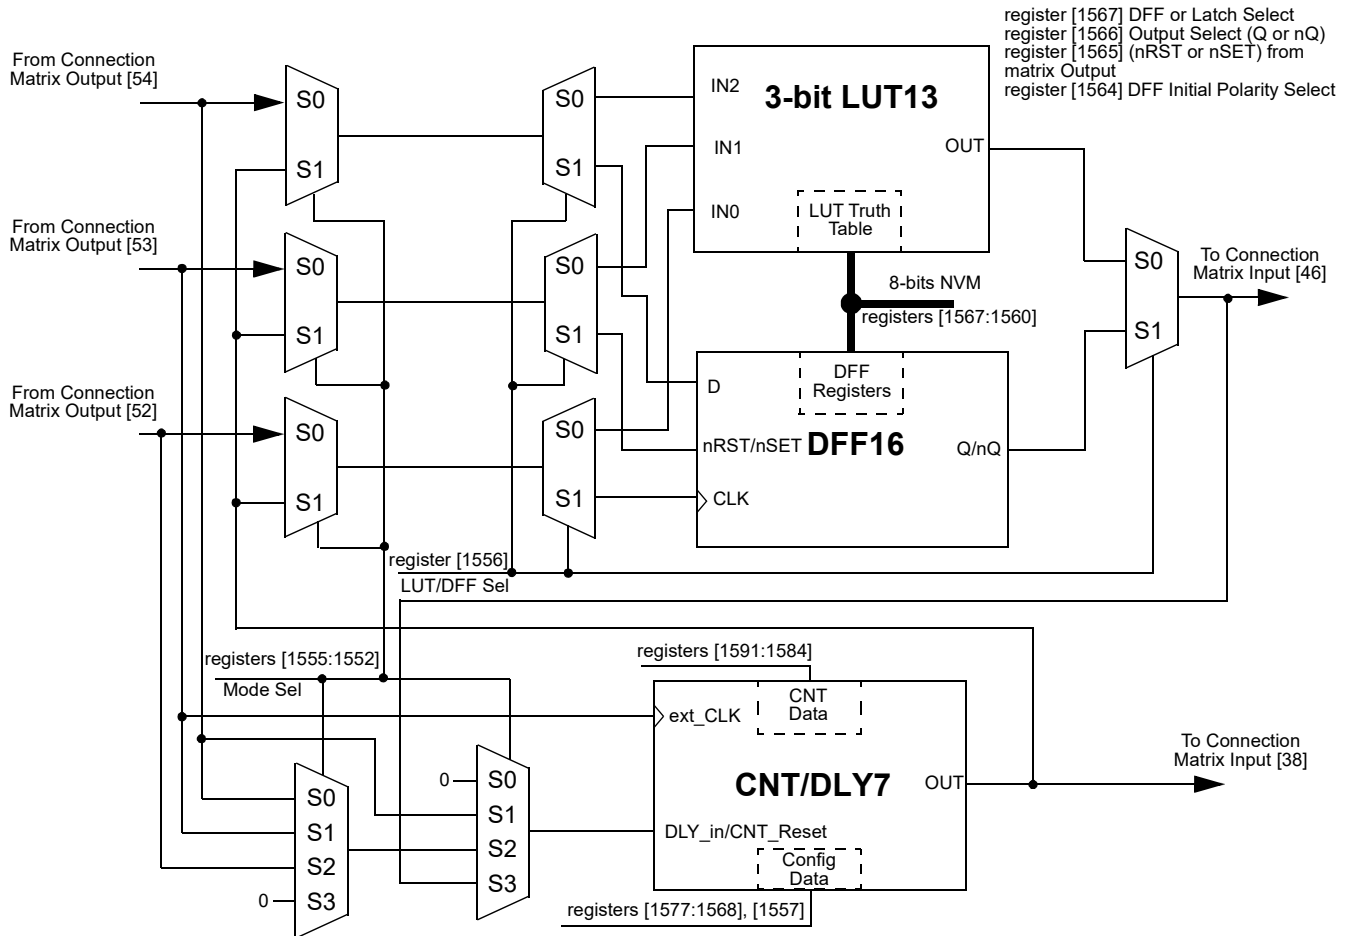 register [1567] DFF or Latch Select
register [1566] Output Select (Q or nQ)
register [1565] (nRST or nSET) from
matrix Output
register [1564] DFF Initial Polarity Select
From Connection
Matrix Output [54]
S0
S1
S0
S1
IN2
3-bit LUT13
IN1
OUT
IN0
LUT Truth
Table
From Connection
Matrix Output [53]
S0
S1
S0
S1
8-bits NVM
registers [1567:1560]
S0
S1
To Connection
Matrix Input [46]
From Connection
Matrix Output [52]
S0
S1
S0
S1
D
DFF
Registers
nRST/nSET
DFF16
Q/nQ
CLK
register [1556]
LUT/DFF Sel
registers [1555:1552]
Mode Sel
registers [1591:1584]
CNT
Data
ext_CLK
CNT/DLY7
OUT
To Connection
Matrix Input [38]
DLY_in/CNT_Reset
Config
Data
registers [1577:1568], [1557]
0
S0
S1
S2
S3
S0
S1
S2
0
S3